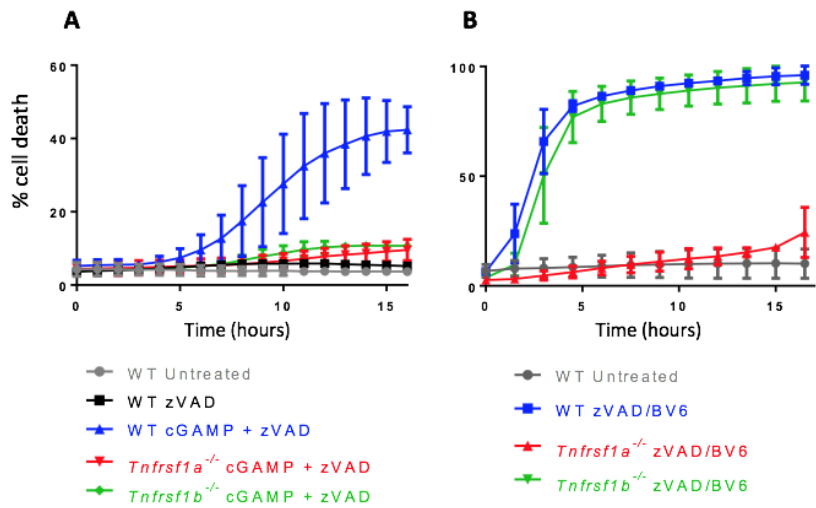 A
60
40
20
0
% cell death
0 5 10 15
Time (hours)
WT Untreated
WT zVAD
WT cGAMP + zVAD
Tnfrsf1a-/- cGAMP + zVAD
Tnfrsf1b-/- cGAMP + zVAD
B
100
50
0
0 5 10 15
Time (hours)
WT Untreated
WT zVAD/BV6
Tnfrsf1a-/- zVAD/BV6
Tnfrsf1b-/- zVAD/BV6